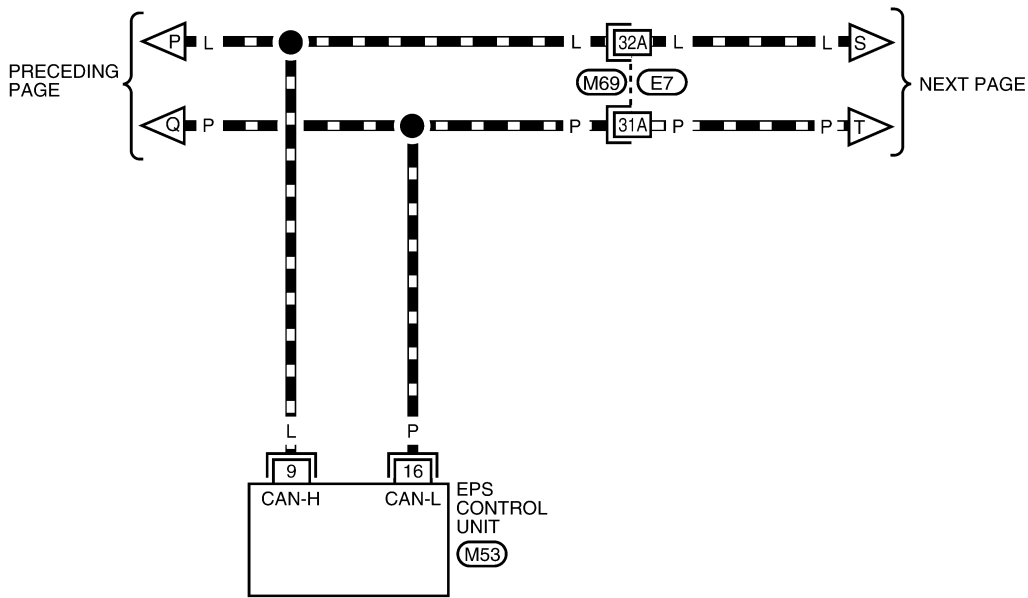 P L L 32A L L S
PRECEDING
PAGE
M69 E7
NEXT PAGE
Q P P 31A P P T
L P
9 16
CAN-H CAN-L
EPS
CONTROL
UNIT
M53